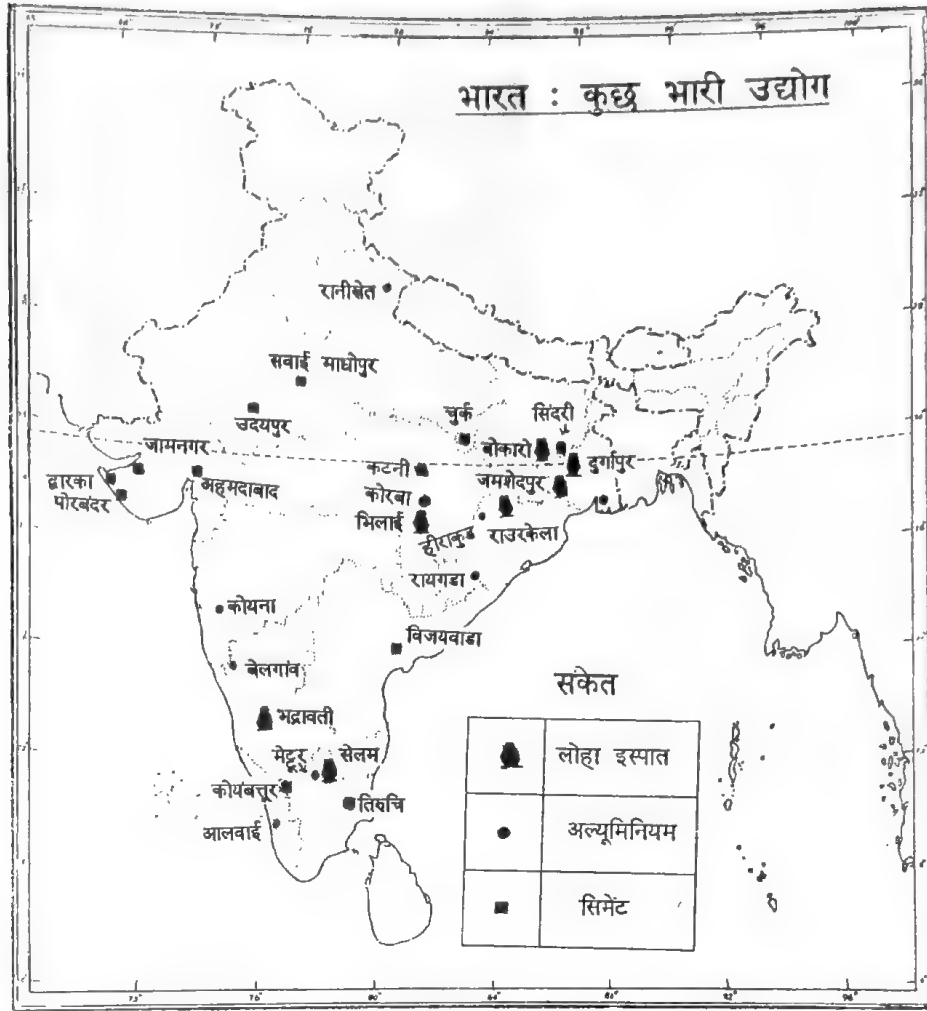 भारत : कुछ भारी उद्योग
रानीखेत
सवाई माधोपुर
उदयपुर
चुर्क
सिंदरी
बोकारो
दुर्गापुर
जामनगर
द्वारका
पोरबंदर
अहमदाबाद
कटनी
जमशेदपुर
कोरबा
भिलाई
हीराकुड
राउरकेला
रायगडा
कोयना
विजयवाडा
बेलगांव
भद्रावती
मेट्टूर
सेलम
कोयंबत्तूर
तिरुचि
आलवाई
संकेत
लोहा इस्पात
अल्यूमिनियम
सिमेंट